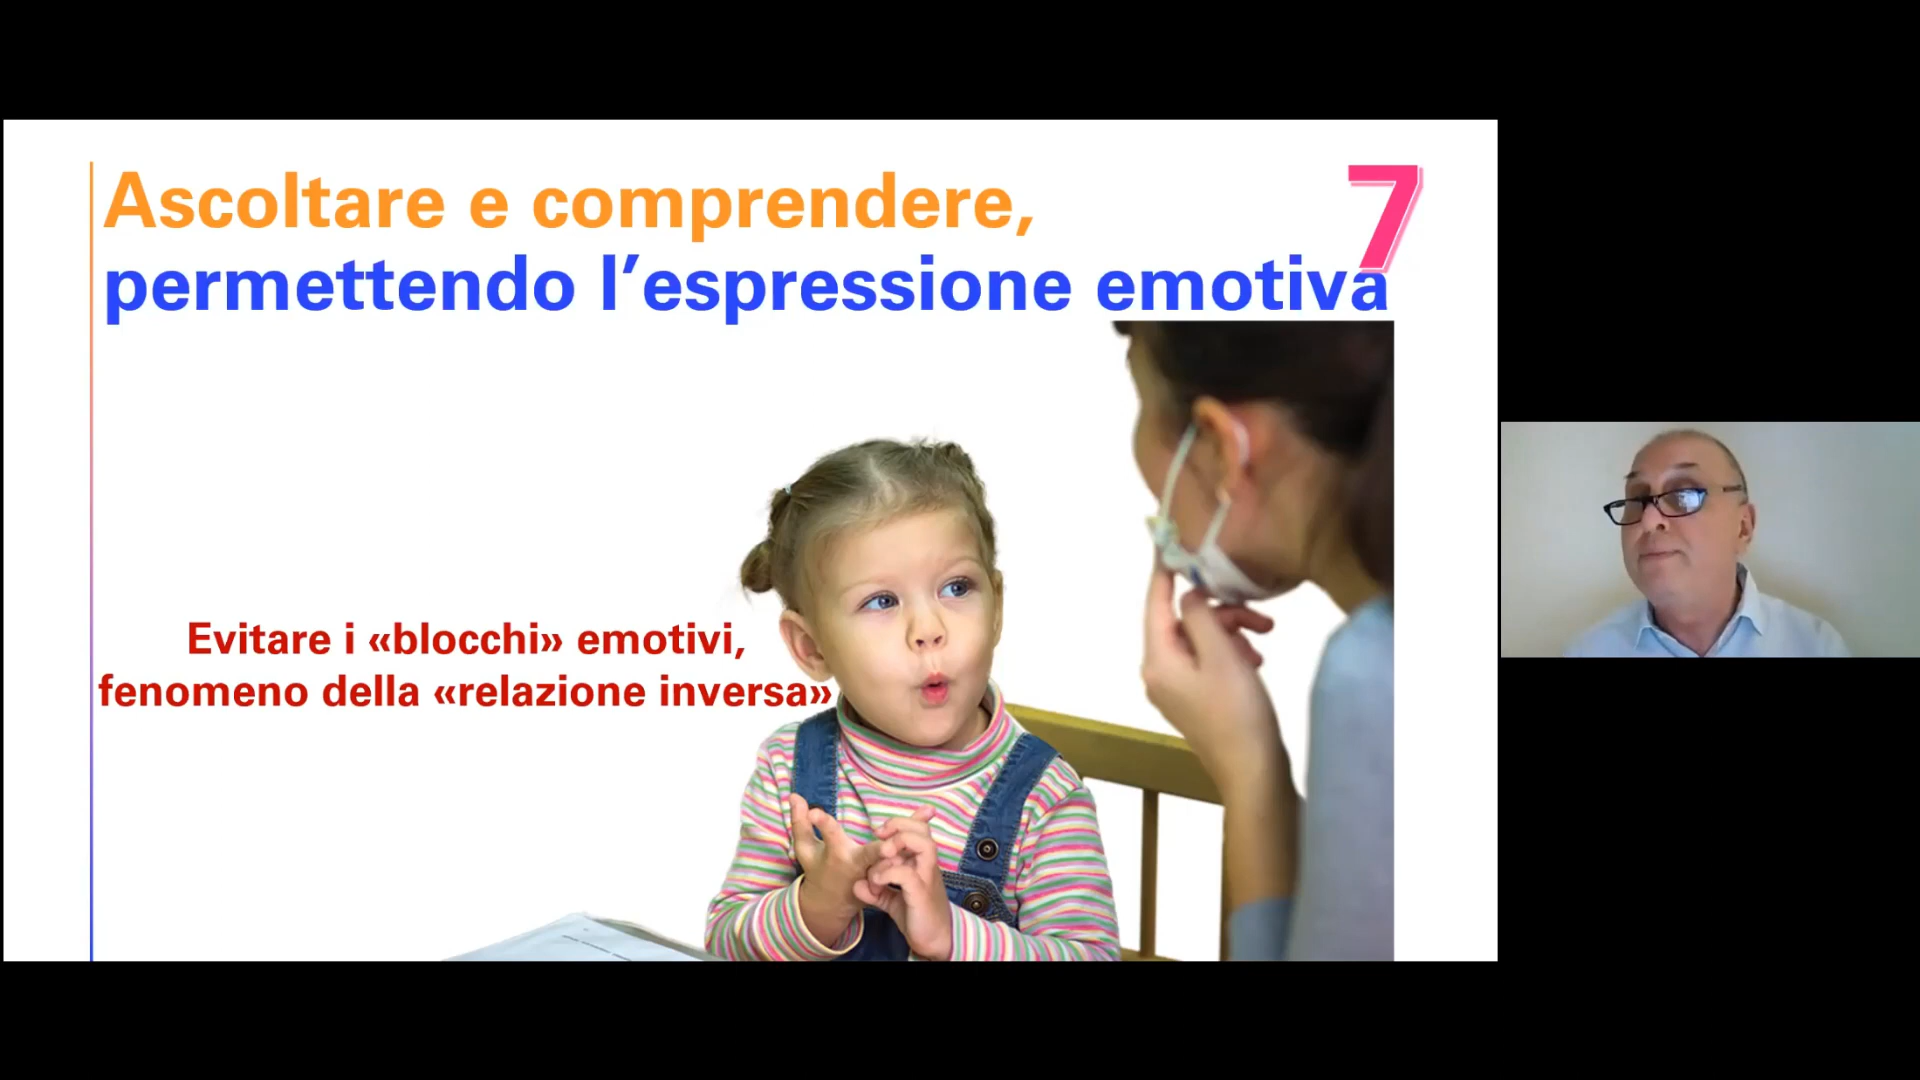 Ascoltare e comprendere,
7
permettendo l’espressione emotiva
Evitare i «blocchi» emotivi,
fenomeno della «relazione inversa»